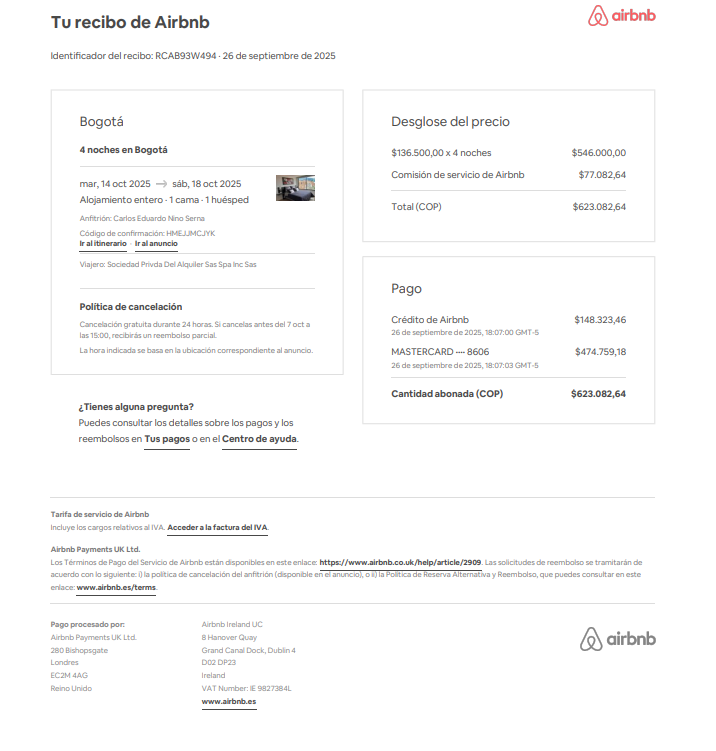 Tu recibo de Airbnb
airbnb
Identificador del recibo: RCAB93W494 · 26 de septiembre de 2025
Bogotá
4 noches en Bogotá
mar, 14 oct 2025 → sáb, 18 oct 2025
Alojamiento entero · 1 cama · 1 huésped
Anfitrión: Carlos Eduardo Nino Serna
Código de confirmación: HMEJJMCJYK
Ir al itinerario · Ir al anuncio
Viajero: Sociedad Privda Del Alquiler Sas Spa Inc Sas
Política de cancelación
Cancelación gratuita durante 24 horas. Si cancelas antes del 7 oct a
las 15:00, recibirás un reembolso parcial.
La hora indicada se basa en la ubicación correspondiente al anuncio.
¿Tienes alguna pregunta?
Puedes consultar los detalles sobre los pagos y los
reembolsos en Tus pagos o en el Centro de ayuda.
Desglose del precio
$136.500,00 x 4 noches $546.000,00
Comisión de servicio de Airbnb $77.082,64
Total (COP) $623.082,64
Pago
Crédito de Airbnb $148.323,46
26 de septiembre de 2025, 18:07:00 GMT-5
MASTERCARD •••• 8606 $474.759,18
26 de septiembre de 2025, 18:07:03 GMT-5
Cantidad abonada (COP) $623.082,64
Tarifa de servicio de Airbnb
Incluye los cargos relativos al IVA. Acceder a la factura del IVA.
Airbnb Payments UK Ltd.
Los Términos de Pago del Servicio de Airbnb están disponibles en este enlace: https://www.airbnb.co.uk/help/article/2909. Las solicitudes de reembolso se tramitarán de
acuerdo con lo siguiente: i) la política de cancelación del anfitrión (disponible en el anuncio), o ii) la Política de Reserva Alternativa y Reembolso, que puedes consultar en este
enlace: www.airbnb.es/terms.
Pago procesado por:
Airbnb Payments UK Ltd.
280 Bishopsgate
Londres
EC2M 4AG
Reino Unido
Airbnb Ireland UC
8 Hanover Quay
Grand Canal Dock, Dublin 4
D02 DP23
Ireland
VAT Number: IE 9827384L
www.airbnb.es
airbnb